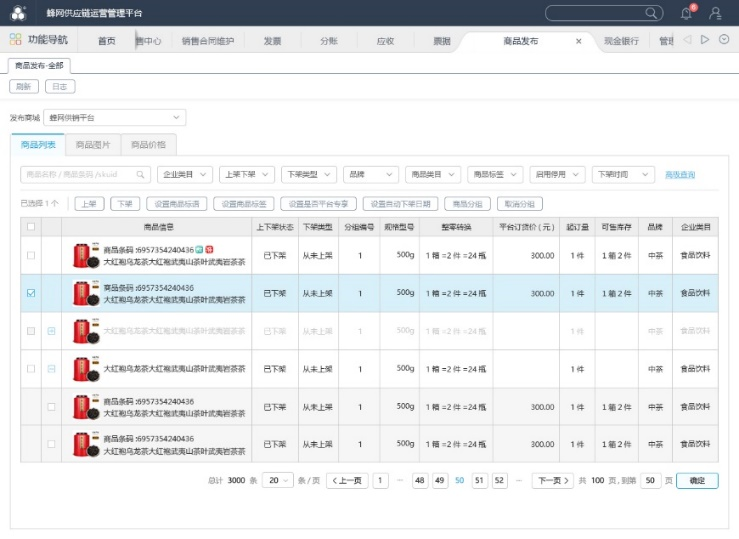 蜂网供应链运营管理平台
6
功能导航 首页 售中心 销售合同维护 发票 分账 应收 票据 商品发布 × 现金银行 管理
商品发布-全部
刷新 日志
发布商城 蜂网供销平台
商品列表 商品图片 商品价格
商品名称 / 商品条码 /skuid 企业类目 上架下架 下架类型 品牌 商品类目 商品标签 启用停用 下架时间 高级查询
已选择 1 个 上架 下架 设置商品标语 设置商品标签 设置是否平台专享 设置自动下架日期 商品分组 取消分组
商品信息 上下架状态 下架类型 分组编号 规格型号 整零转换 平台订货价 ( 元 ) 起订量 可售库存 品牌 企业类目
商品条码 :6957354240436
大红袍乌龙茶大红袍武夷山茶叶武夷岩茶茶 已下架 从未上架 1 500g 1 箱 =2 件 =24 瓶 300.00 1 件 1 箱 2 件 中茶 食品饮料
商品条码 :6957354240436
大红袍乌龙茶大红袍武夷山茶叶武夷岩茶茶 已下架 从未上架 1 500g 1 箱 =2 件 =24 瓶 300.00 1 件 1 箱 2 件 中茶 食品饮料
大红袍乌龙茶大红袍武夷山茶叶武夷岩茶茶 已下架 从未上架 1 500g 1 箱 =2 件 =24 瓶 1 件 中茶 食品饮料
大红袍乌龙茶大红袍武夷山茶叶武夷岩茶茶 已下架 从未上架 1 500g 1 箱 =2 件 =24 瓶 1 件 中茶 食品饮料
商品条码 :6957354240436
大红袍乌龙茶大红袍武夷山茶叶武夷岩茶茶 已下架 从未上架 1 500g 1 箱 =2 件 =24 瓶 300.00 1 件 1 箱 2 件 中茶 食品饮料
商品条码 :6957354240436
大红袍乌龙茶大红袍武夷山茶叶武夷岩茶茶 已下架 从未上架 1 500g 1 箱 =2 件 =24 瓶 300.00 1 件 1 箱 2 件 中茶 食品饮料
总计 3000 条 20 条 / 页 < 上一页 1 ... 48 49 50 51 52 ... 下一页 > 共 100 页, 到第 50 页 确定